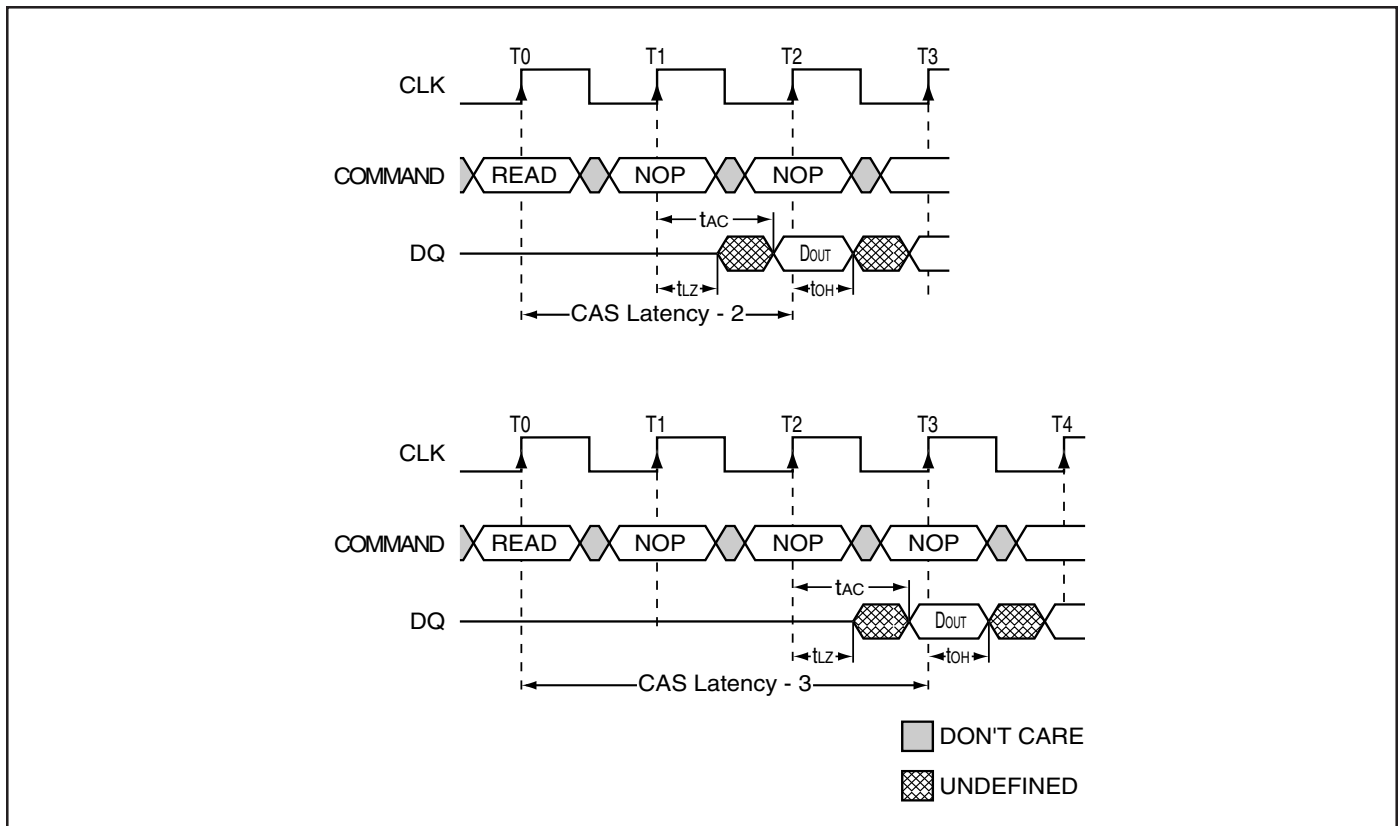 T0 T1 T2 T3
CLK
COMMAND READ NOP NOP
tAC
DQ DOUT
tLZ tOH
CAS Latency - 2
T0 T1 T2 T3 T4
CLK
COMMAND READ NOP NOP NOP
tAC
DQ DOUT
tLZ tOH
CAS Latency - 3
DON'T CARE
UNDEFINED